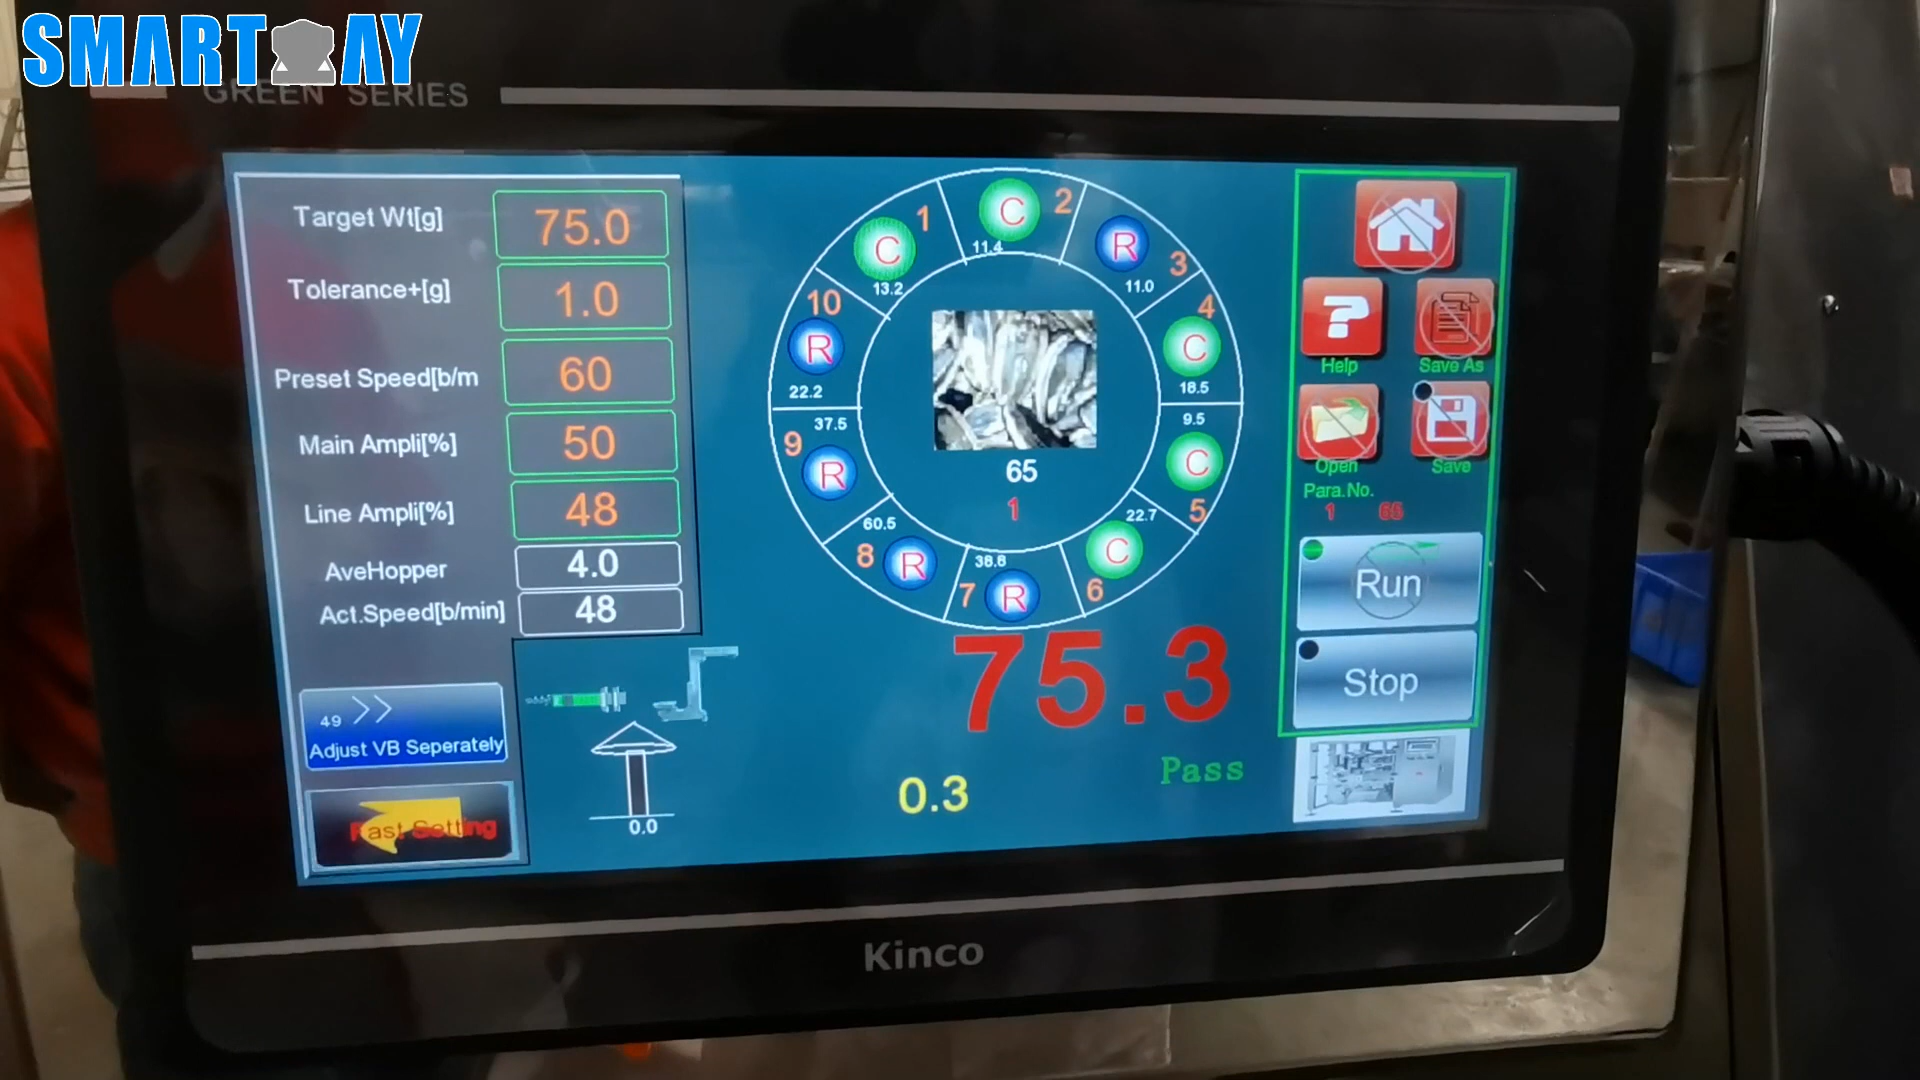 SMARTWAY
GREEN SERIES
Target Wt[g] 75.0
Tolerance+[g] 1.0
Preset Speed[b/m 60
Main Ampli[%] 50
Line Ampli[%] 48
AveHopper 4.0
Act.Speed[b/min] 48
49 >>
Adjust VB Seperately
Fast Setting
1 C 13.2
2 C 11.4
3 R 11.0
4 C 18.5
5 C 9.5
6 C 22.7
7 R 38.8
8 R 60.5
9 R 37.5
10 R 22.2
65
1
75.3
Pass
0.3
0.0
?
Help
Save As
Open
Save
Para.No.
1 65
Run
Stop
Kinco